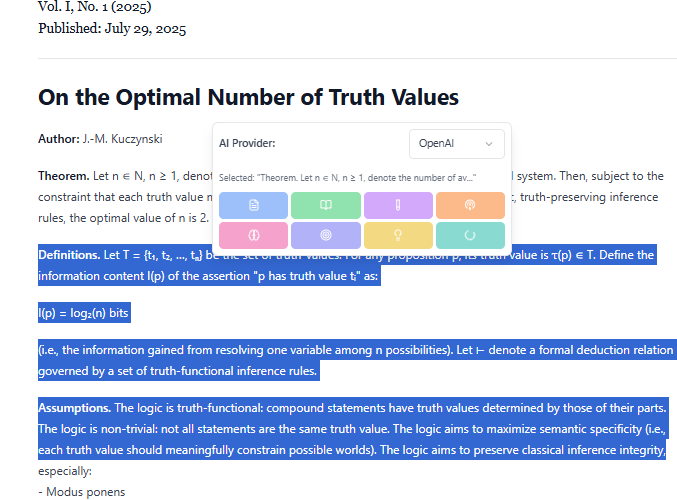 Vol. I, No. 1 (2025)
Published: July 29, 2025
On the Optimal Number of Truth Values
Author: J.-M. Kuczynski
AI Provider:
OpenAI
Selected: "Theorem. Let n ∈ N, n ≥ 1, denote the number of av..."
Theorem. Let n ∈ N, n ≥ 1, denot l system. Then, subject to the
constraint that each truth value , truth-preserving inference
rules, the optimal value of n is 2.
Definitions. Let T = {t₁, t₂, ..., tₙ} be the set of truth values. For any proposition p, its truth value is τ(p) ∈ T. Define the
information content I(p) of the assertion "p has truth value tᵢ" as:
I(p) = log₂(n) bits
(i.e., the information gained from resolving one variable among n possibilities). Let ⊢ denote a formal deduction relation
governed by a set of truth-functional inference rules.
Assumptions. The logic is truth-functional: compound statements have truth values determined by those of their parts.
The logic is non-trivial: not all statements are the same truth value. The logic aims to maximize semantic specificity (i.e.,
each truth value should meaningfully constrain possible worlds). The logic aims to preserve classical inference integrity,
especially:
- Modus ponens